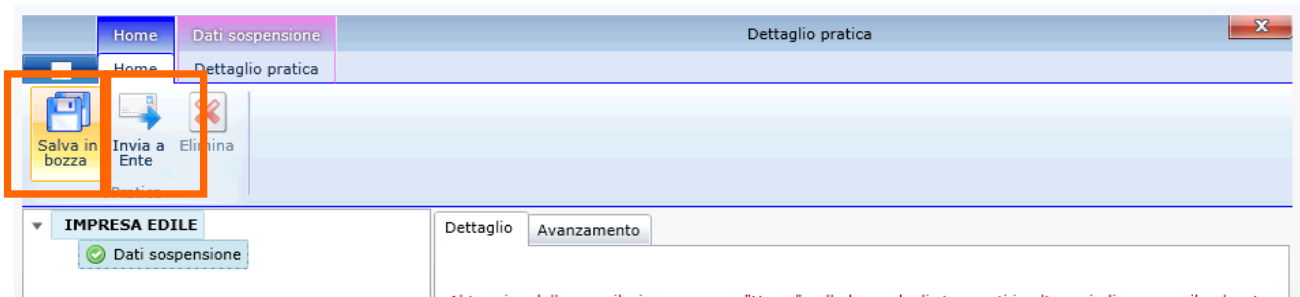 Home Dati sospensione Dettaglio pratica
Home Dettaglio pratica
Salva in bozza
Invia a Ente
Elimina
Pratica
IMPRESA EDILE
Dati sospensione
Dettaglio Avanzamento